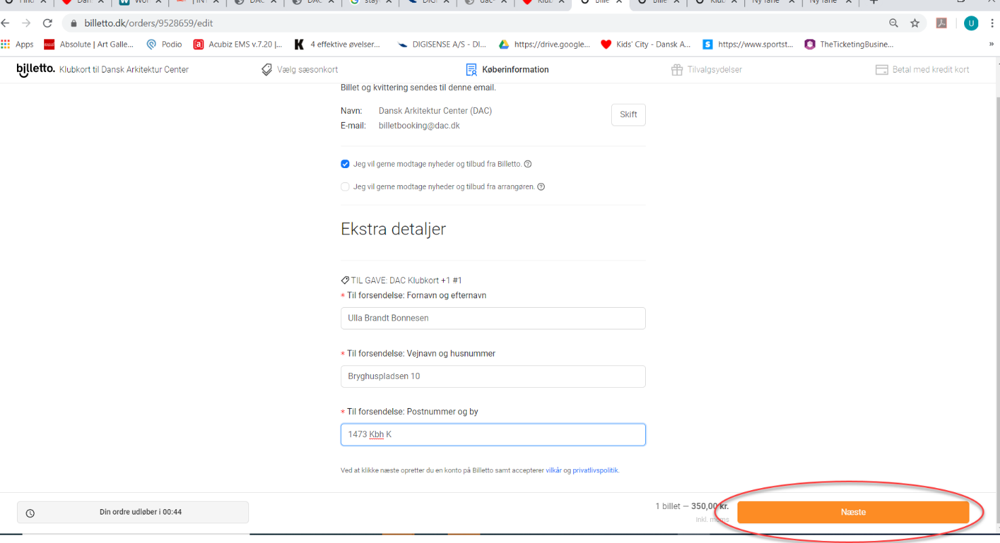 Find
Dan
Wor
DAC
DAC
stay
DIGI
dac-
Klub
Bille
Bille
Klub
Ny fane
Ny fane
billetto.dk/orders/9528659/edit
U
Apps
Absolute | Art Galle...
Podio
Acubiz EMS v.7.20 |...
4 effektive øvelser...
DIGISENSE A/S - DI...
https://drive.google...
Kids' City - Dansk A...
https://www.sportst...
TheTicketingBusine...
»
billetto. Klubkort til Dansk Arkitektur Center
Vælg sæsonkort
Køberinformation
Tilvalgsydelser
Betal med kredit kort
Billet og kvittering sendes til denne email.
Navn: Dansk Arkitektur Center (DAC)
Skift
E-mail: billetbooking@dac.dk
Jeg vil gerne modtage nyheder og tilbud fra Billetto.
Jeg vil gerne modtage nyheder og tilbud fra arrangøren.
Ekstra detaljer
TIL GAVE: DAC Klubkort +1 #1
* Til forsendelse: Fornavn og efternavn
Ulla Brandt Bonnesen
* Til forsendelse: Vejnavn og husnummer
Bryghuspladsen 10
* Til forsendelse: Postnummer og by
1473 Kbh K
Ved at klikke næste opretter du en konto på Billetto samt accepterer vilkår og privatlivspolitik.
Din ordre udløber i 00:44
1 billet — 350,00 kr.
Inkl. moms
Næste